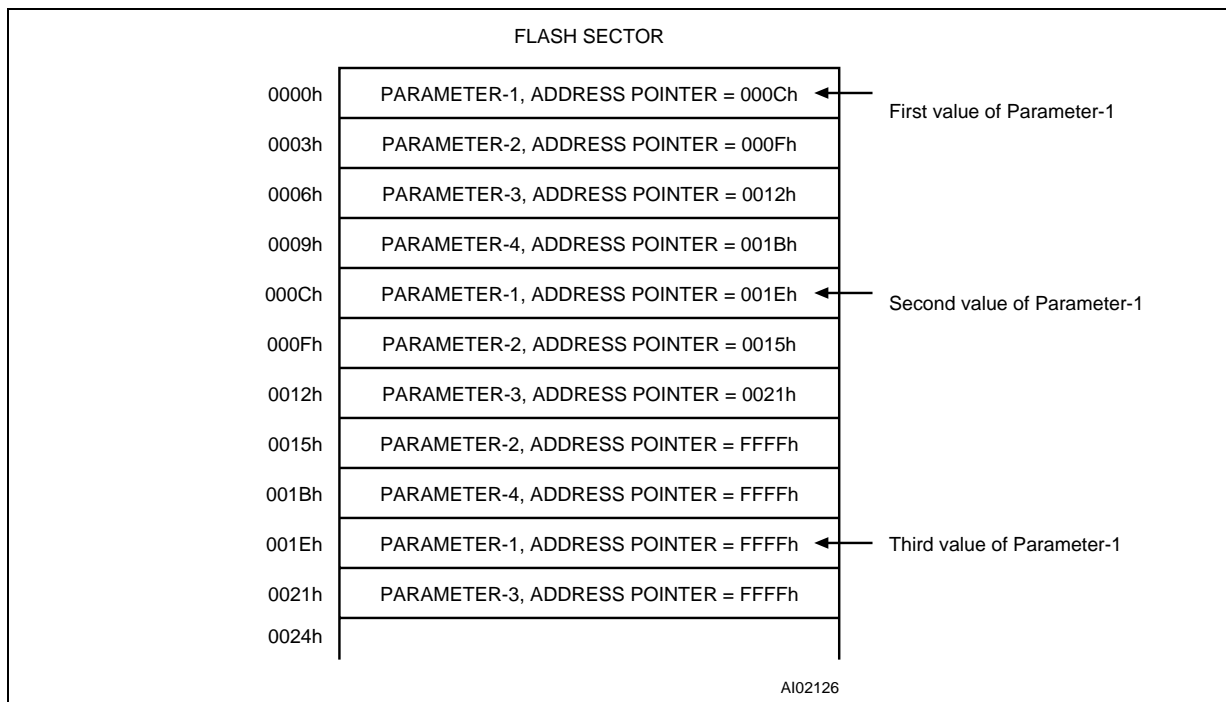 FLASH SECTOR
0000h PARAMETER-1, ADDRESS POINTER = 000Ch First value of Parameter-1
0003h PARAMETER-2, ADDRESS POINTER = 000Fh
0006h PARAMETER-3, ADDRESS POINTER = 0012h
0009h PARAMETER-4, ADDRESS POINTER = 001Bh
000Ch PARAMETER-1, ADDRESS POINTER = 001Eh Second value of Parameter-1
000Fh PARAMETER-2, ADDRESS POINTER = 0015h
0012h PARAMETER-3, ADDRESS POINTER = 0021h
0015h PARAMETER-2, ADDRESS POINTER = FFFFh
001Bh PARAMETER-4, ADDRESS POINTER = FFFFh
001Eh PARAMETER-1, ADDRESS POINTER = FFFFh Third value of Parameter-1
0021h PARAMETER-3, ADDRESS POINTER = FFFFh
0024h
AI02126